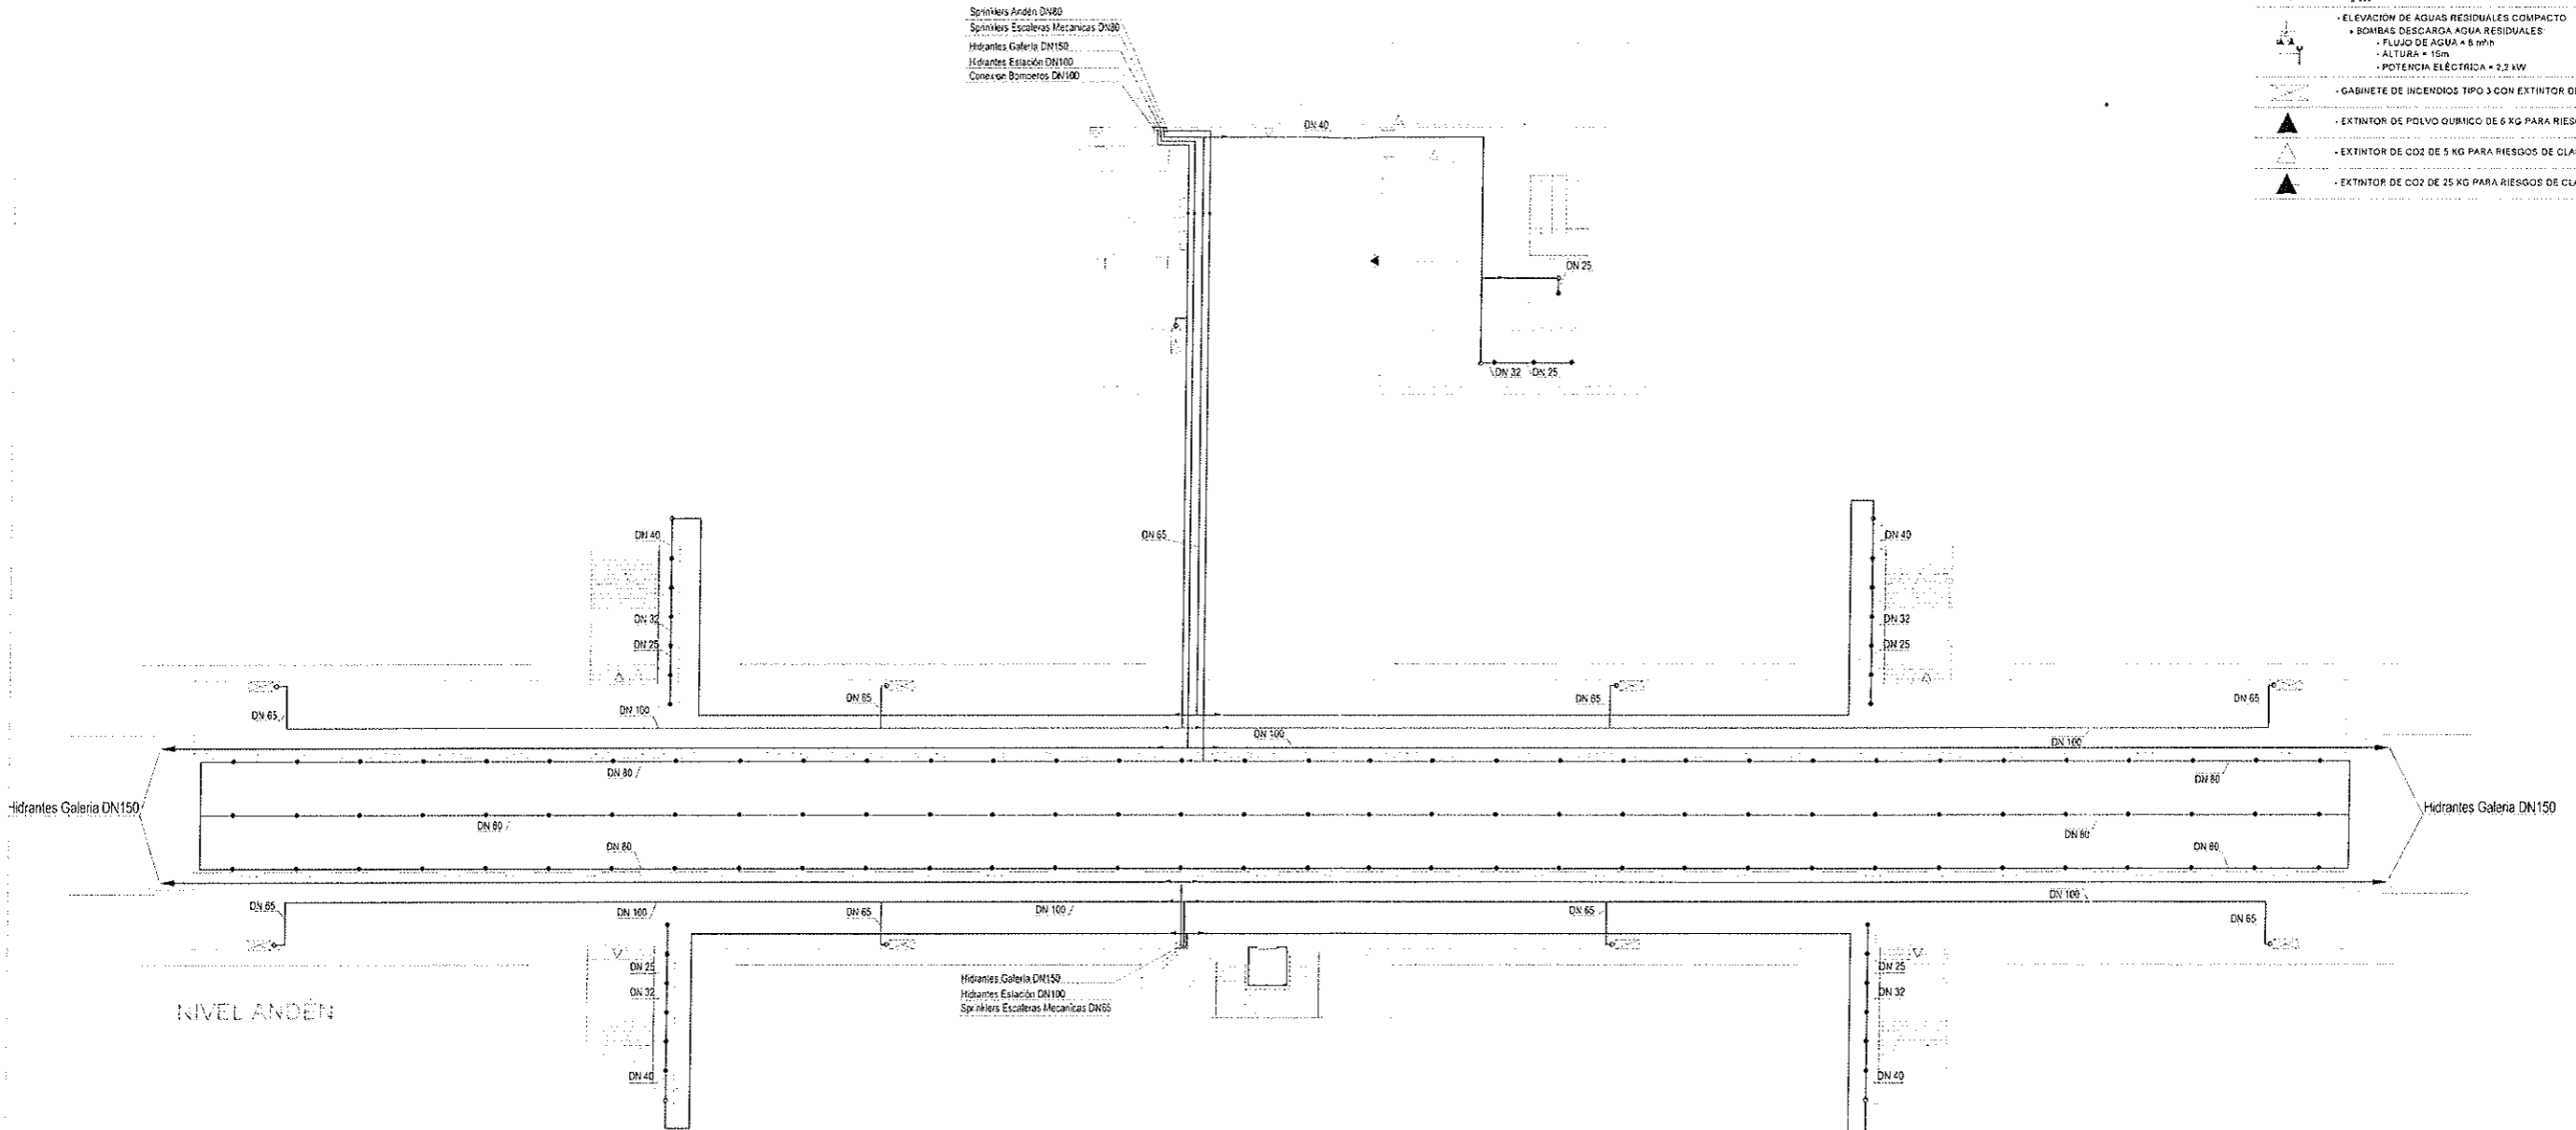 Sprinklers Andén DN80
Sprinklers Escaleras Mecanicas DN80
Hidrantes Galería DN150
Hidrantes Estación DN100
Conexion Bomberos DN100
- ELEVACIÓN DE AGUAS RESIDUALES COMPACTO
• BOMBAS DESCARGA AGUA RESIDUALES:
- FLUJO DE AGUA = 6 m³/h
- ALTURA = 15m
- POTENCIA ELÉCTRICA = 2,2 kW
- GABINETE DE INCENDIOS TIPO 3 CON EXTINTOR DE
- EXTINTOR DE POLVO QUIMICO DE 6 KG PARA RIESG
- EXTINTOR DE CO2 DE 5 KG PARA RIESGOS DE CLA
- EXTINTOR DE CO2 DE 25 KG PARA RIESGOS DE CLA
DN 40
DN 25
DN 32
DN 25
DN 40
DN 65
DN 40
DN 32
DN 32
DN 25
DN 25
DN 65
DN 65
DN 65
DN 65
DN 100
DN 100
DN 100
DN 80
DN 80
Hidrantes Galeria DN150
Hidrantes Galeria DN150
DN 80
DN 80
DN 80
DN 80
DN 65
DN 100
DN 65
DN 100
DN 65
DN 100
DN 65
DN 25
DN 25
DN 32
DN 32
Hidrantes Galería DN150
Hidrantes Estación DN100
Sprinklers Escaleras Mecanicas DN65
NIVEL ANDÉN
DN 40
DN 40